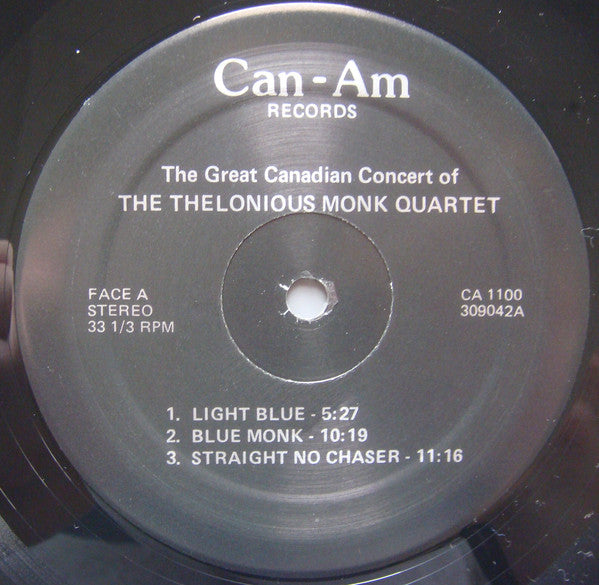 Can-Am
RECORDS
The Great Canadian Concert of
THE THELONIOUS MONK QUARTET
FACE A
STEREO
33 1/3 RPM
CA 1100
309042A
1. LIGHT BLUE - 5:27
2. BLUE MONK - 10:19
3. STRAIGHT NO CHASER - 11:16